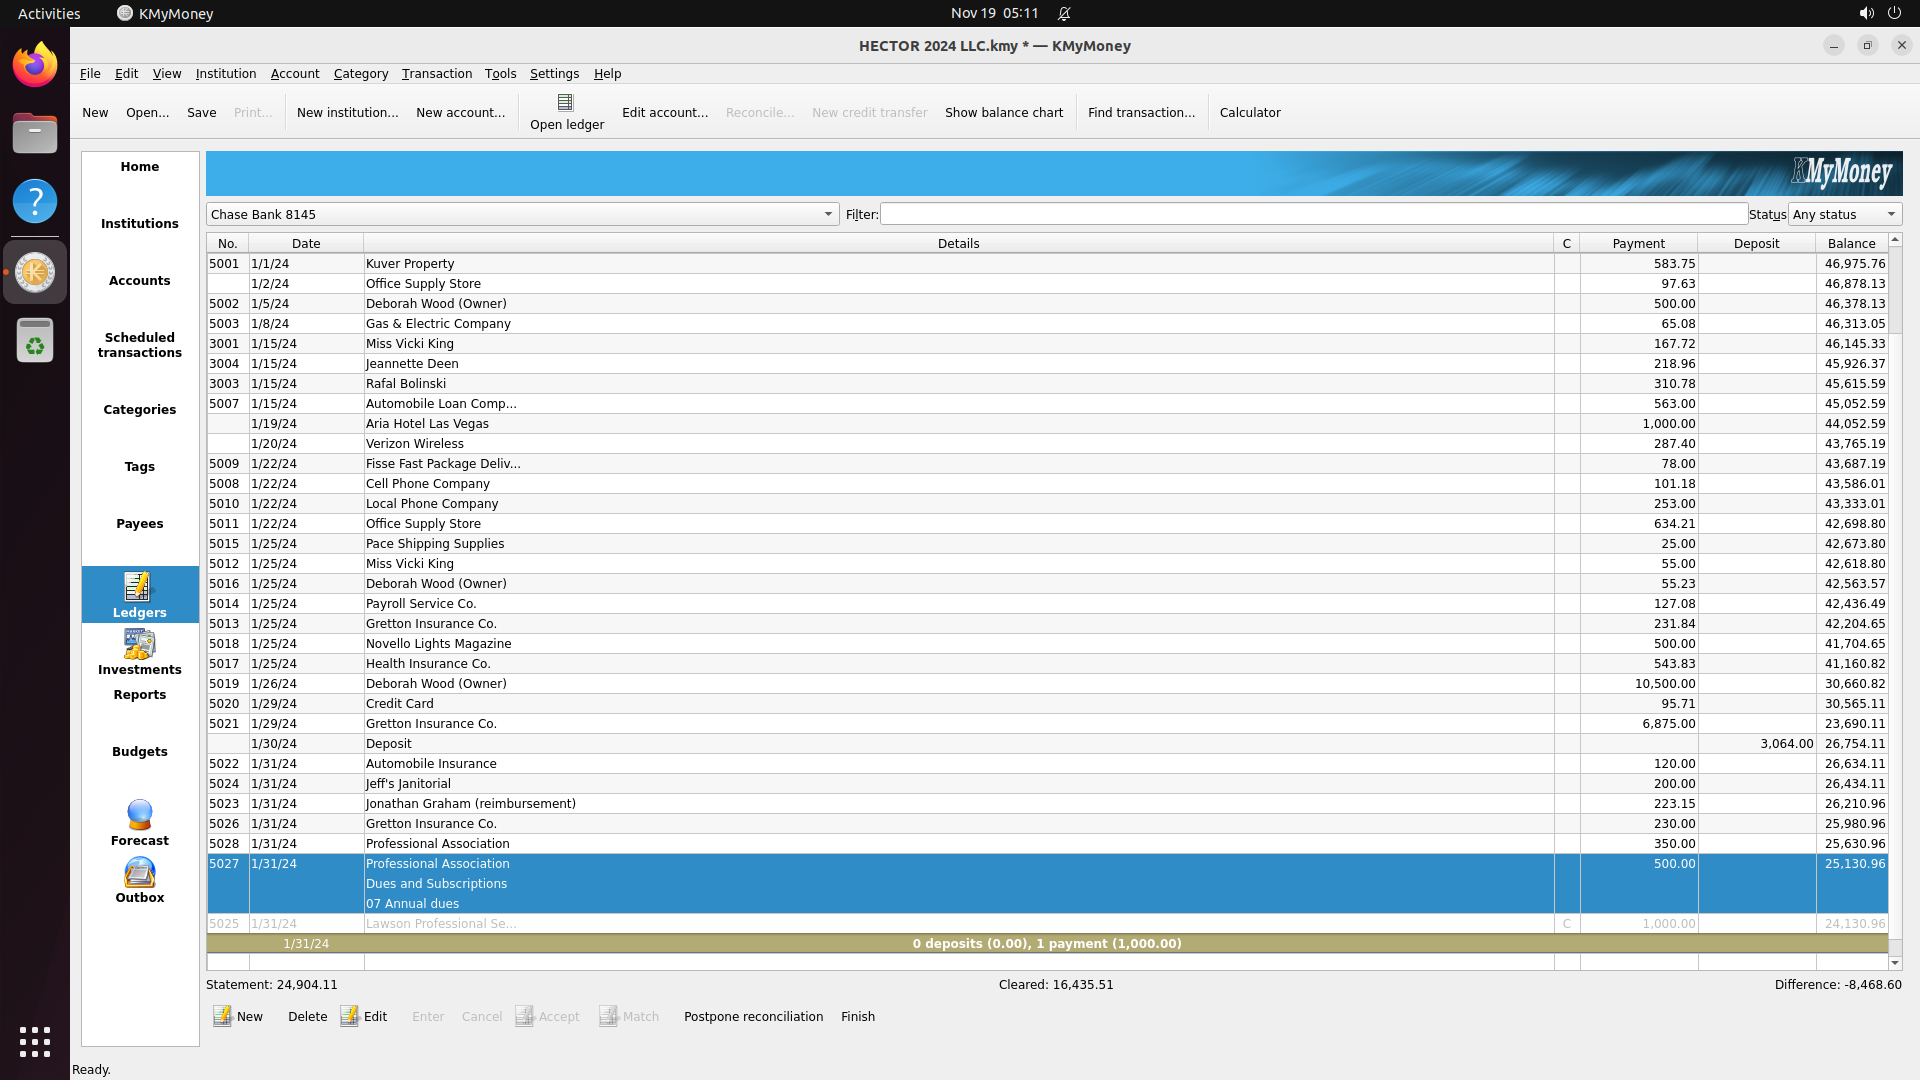 Activities KMyMoney Nov 19 05:11
HECTOR 2024 LLC.kmy * — KMyMoney
File Edit View Institution Account Category Transaction Tools Settings Help
New Open... Save Print... New institution... New account... Open ledger Edit account... Reconcile... New credit transfer Show balance chart Find transaction... Calculator
Home
Institutions
Accounts
Scheduled
transactions
Categories
Tags
Payees
Ledgers
Investments
Reports
Budgets
Forecast
Outbox
KMyMoney
Chase Bank 8145 Filter: Status Any status
No. Date Details C Payment Deposit Balance
5001 1/1/24 Kuver Property 583.75 46,975.76
1/2/24 Office Supply Store 97.63 46,878.13
5002 1/5/24 Deborah Wood (Owner) 500.00 46,378.13
5003 1/8/24 Gas & Electric Company 65.08 46,313.05
3001 1/15/24 Miss Vicki King 167.72 46,145.33
3004 1/15/24 Jeannette Deen 218.96 45,926.37
3003 1/15/24 Rafal Bolinski 310.78 45,615.59
5007 1/15/24 Automobile Loan Comp... 563.00 45,052.59
1/19/24 Aria Hotel Las Vegas 1,000.00 44,052.59
1/20/24 Verizon Wireless 287.40 43,765.19
5009 1/22/24 Fisse Fast Package Deliv... 78.00 43,687.19
5008 1/22/24 Cell Phone Company 101.18 43,586.01
5010 1/22/24 Local Phone Company 253.00 43,333.01
5011 1/22/24 Office Supply Store 634.21 42,698.80
5015 1/25/24 Pace Shipping Supplies 25.00 42,673.80
5012 1/25/24 Miss Vicki King 55.00 42,618.80
5016 1/25/24 Deborah Wood (Owner) 55.23 42,563.57
5014 1/25/24 Payroll Service Co. 127.08 42,436.49
5013 1/25/24 Gretton Insurance Co. 231.84 42,204.65
5018 1/25/24 Novello Lights Magazine 500.00 41,704.65
5017 1/25/24 Health Insurance Co. 543.83 41,160.82
5019 1/26/24 Deborah Wood (Owner) 10,500.00 30,660.82
5020 1/29/24 Credit Card 95.71 30,565.11
5021 1/29/24 Gretton Insurance Co. 6,875.00 23,690.11
1/30/24 Deposit 3,064.00 26,754.11
5022 1/31/24 Automobile Insurance 120.00 26,634.11
5024 1/31/24 Jeff's Janitorial 200.00 26,434.11
5023 1/31/24 Jonathan Graham (reimbursement) 223.15 26,210.96
5026 1/31/24 Gretton Insurance Co. 230.00 25,980.96
5028 1/31/24 Professional Association 350.00 25,630.96
5027 1/31/24 Professional Association 500.00 25,130.96
Dues and Subscriptions
07 Annual dues
5025 1/31/24 Lawson Professional Se... C 1,000.00 24,130.96
1/31/24 0 deposits (0.00), 1 payment (1,000.00)
Statement: 24,904.11 Cleared: 16,435.51 Difference: -8,468.60
New Delete Edit Enter Cancel Accept Match Postpone reconciliation Finish
Ready.